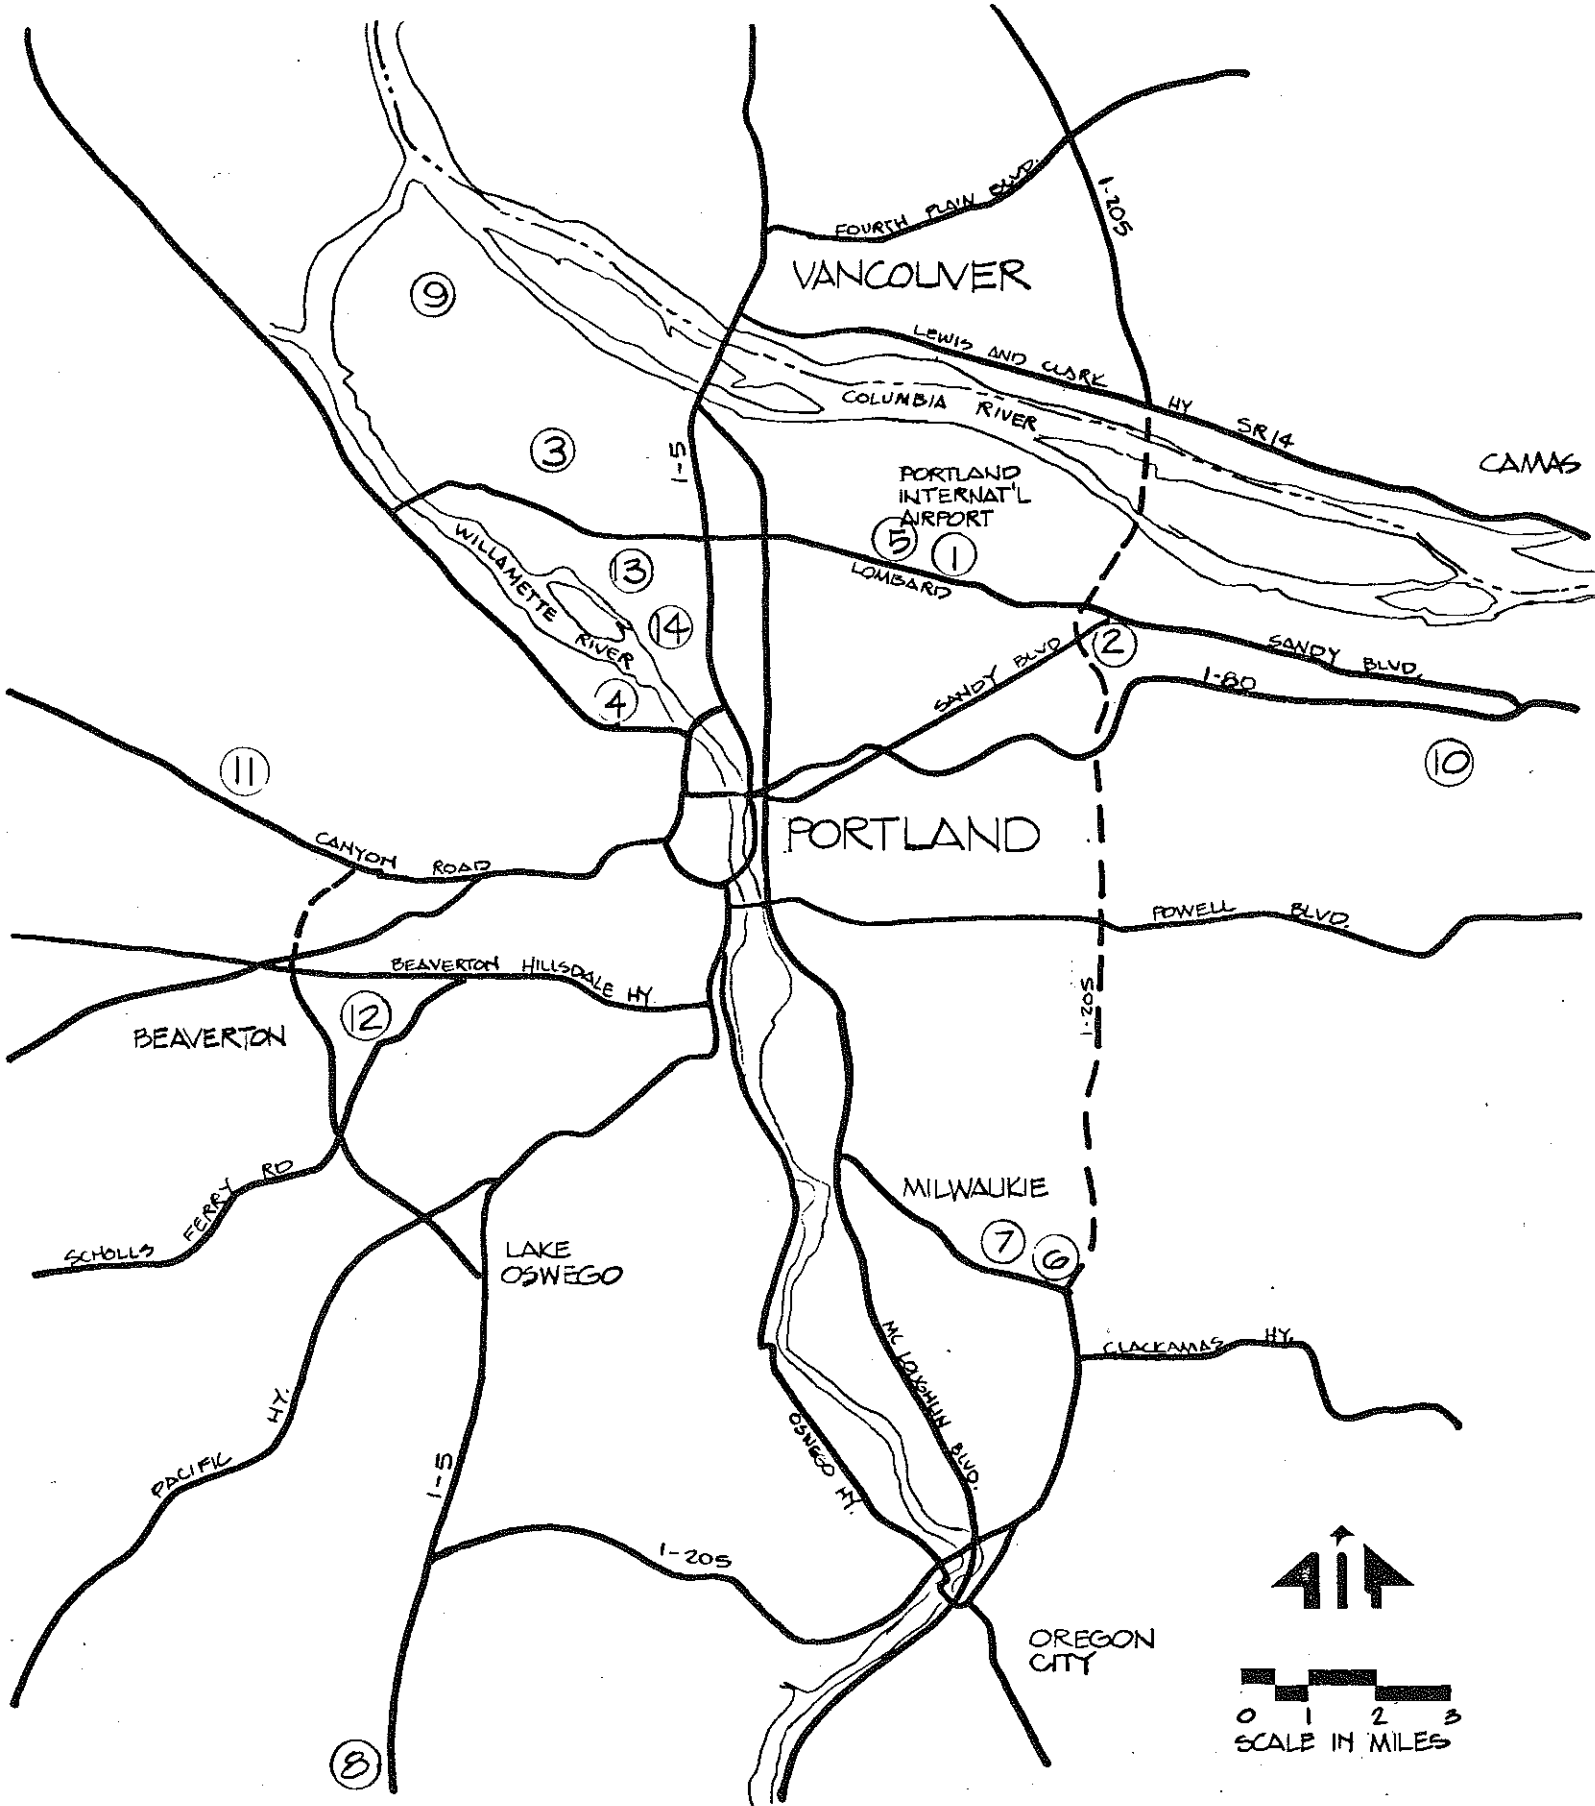 I-205
FOURTH PLAIN BLVD.
VANCOUVER
9
LEWIS AND CLARK HY SR14
COLUMBIA RIVER
I-5
3
CAMAS
PORTLAND
INTERNAT'L
AIRPORT
5
1
LOMBARD
13
WILLAMETTE RIVER
14
2
SANDY BLVD
SANDY BLVD.
I-80
4
11
10
PORTLAND
CANYON ROAD
POWELL BLVD.
BEAVERTON HILLSDALE HY.
12
BEAVERTON
I-205
SCHOLLS FERRY RD
MILWAUKIE
7
6
LAKE
OSWEGO
MC LOUGHLIN BLVD.
CLACKAMAS HY.
PACIFIC HY.
I-5
OSWEGO HY.
I-205
OREGON
CITY
8
0 1 2 3
SCALE IN MILES